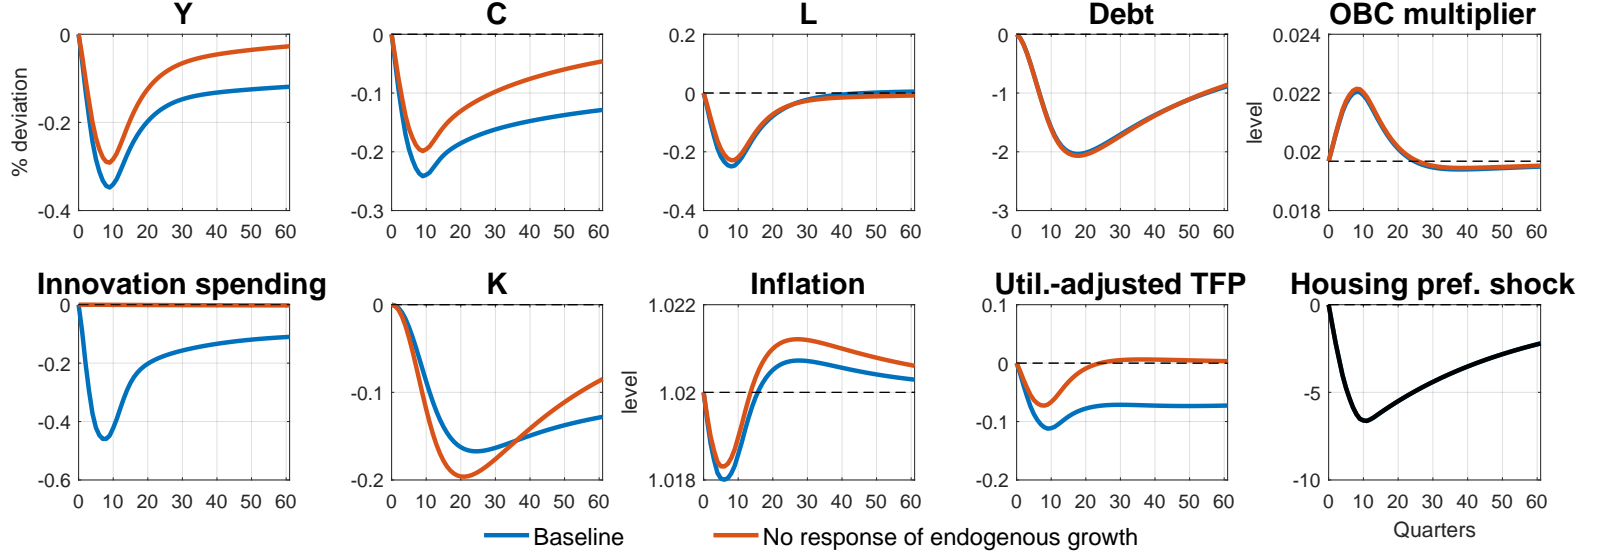 Y
C
L
Debt
OBC multiplier
% deviation
0
-0.2
-0.4
0 10 20 30 40 50 60
0
-0.1
-0.2
-0.3
0 10 20 30 40 50 60
0.2
0
-0.2
-0.4
0 10 20 30 40 50 60
0
-1
-2
-3
0 10 20 30 40 50 60
level
0.024
0.022
0.02
0.018
0 10 20 30 40 50 60
Innovation spending
K
Inflation
Util.-adjusted TFP
Housing pref. shock
0
-0.2
-0.4
-0.6
0 10 20 30 40 50 60
0
-0.1
-0.2
0 10 20 30 40 50 60
level
1.022
1.02
1.018
0 10 20 30 40 50 60
0.1
0
-0.1
-0.2
0 10 20 30 40 50 60
0
-5
-10
0 10 20 30 40 50 60
Quarters
Baseline
No response of endogenous growth